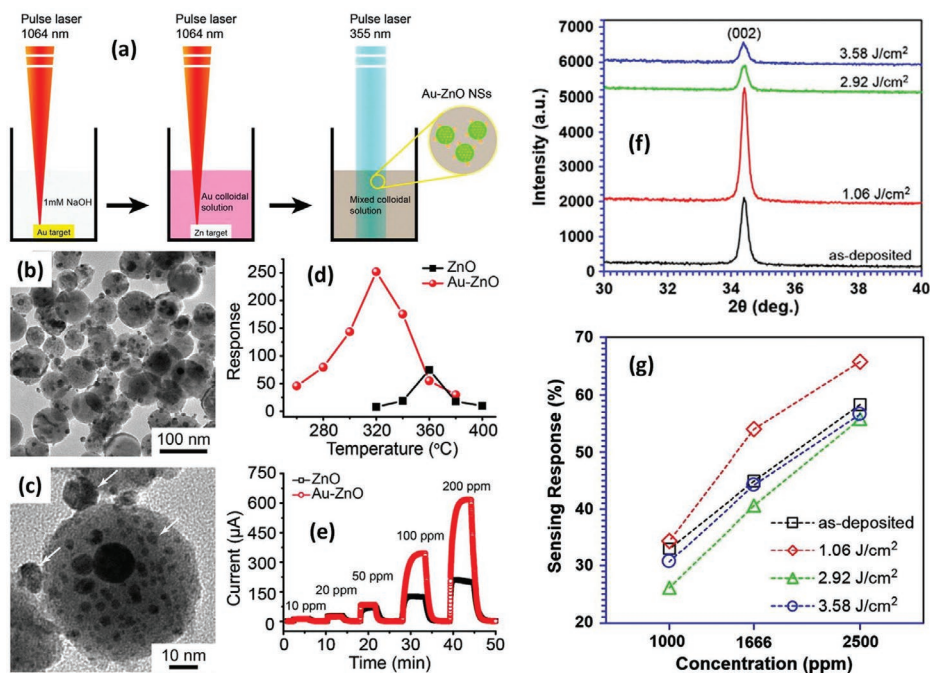 Pulse laser
1064 nm
(a)
Pulse laser
1064 nm
Pulse laser
355 nm
Au-ZnO NSs
1mM NaOH
Au target
Au colloidal
solution
Zn target
Mixed colloidal
solution
(b)
100 nm
(c)
10 nm
(d)
ZnO
Au-ZnO
Response
250
200
150
100
50
0
280
320
360
400
Temperature (°C)
(e)
ZnO
Au-ZnO
Current (μA)
750
600
450
300
150
0
10 ppm
20 ppm
50 ppm
100 ppm
200 ppm
0
10
20
30
40
50
Time (min)
(f)
Intensity (a.u.)
7000
6000
5000
4000
3000
2000
1000
0
(002)
3.58 J/cm²
2.92 J/cm²
1.06 J/cm²
as-deposited
30
32
34
36
38
40
2θ (deg.)
(g)
Sensing Response (%)
70
60
50
40
30
20
as-deposited
1.06 J/cm²
2.92 J/cm²
3.58 J/cm²
1000
1666
2500
Concentration (ppm)